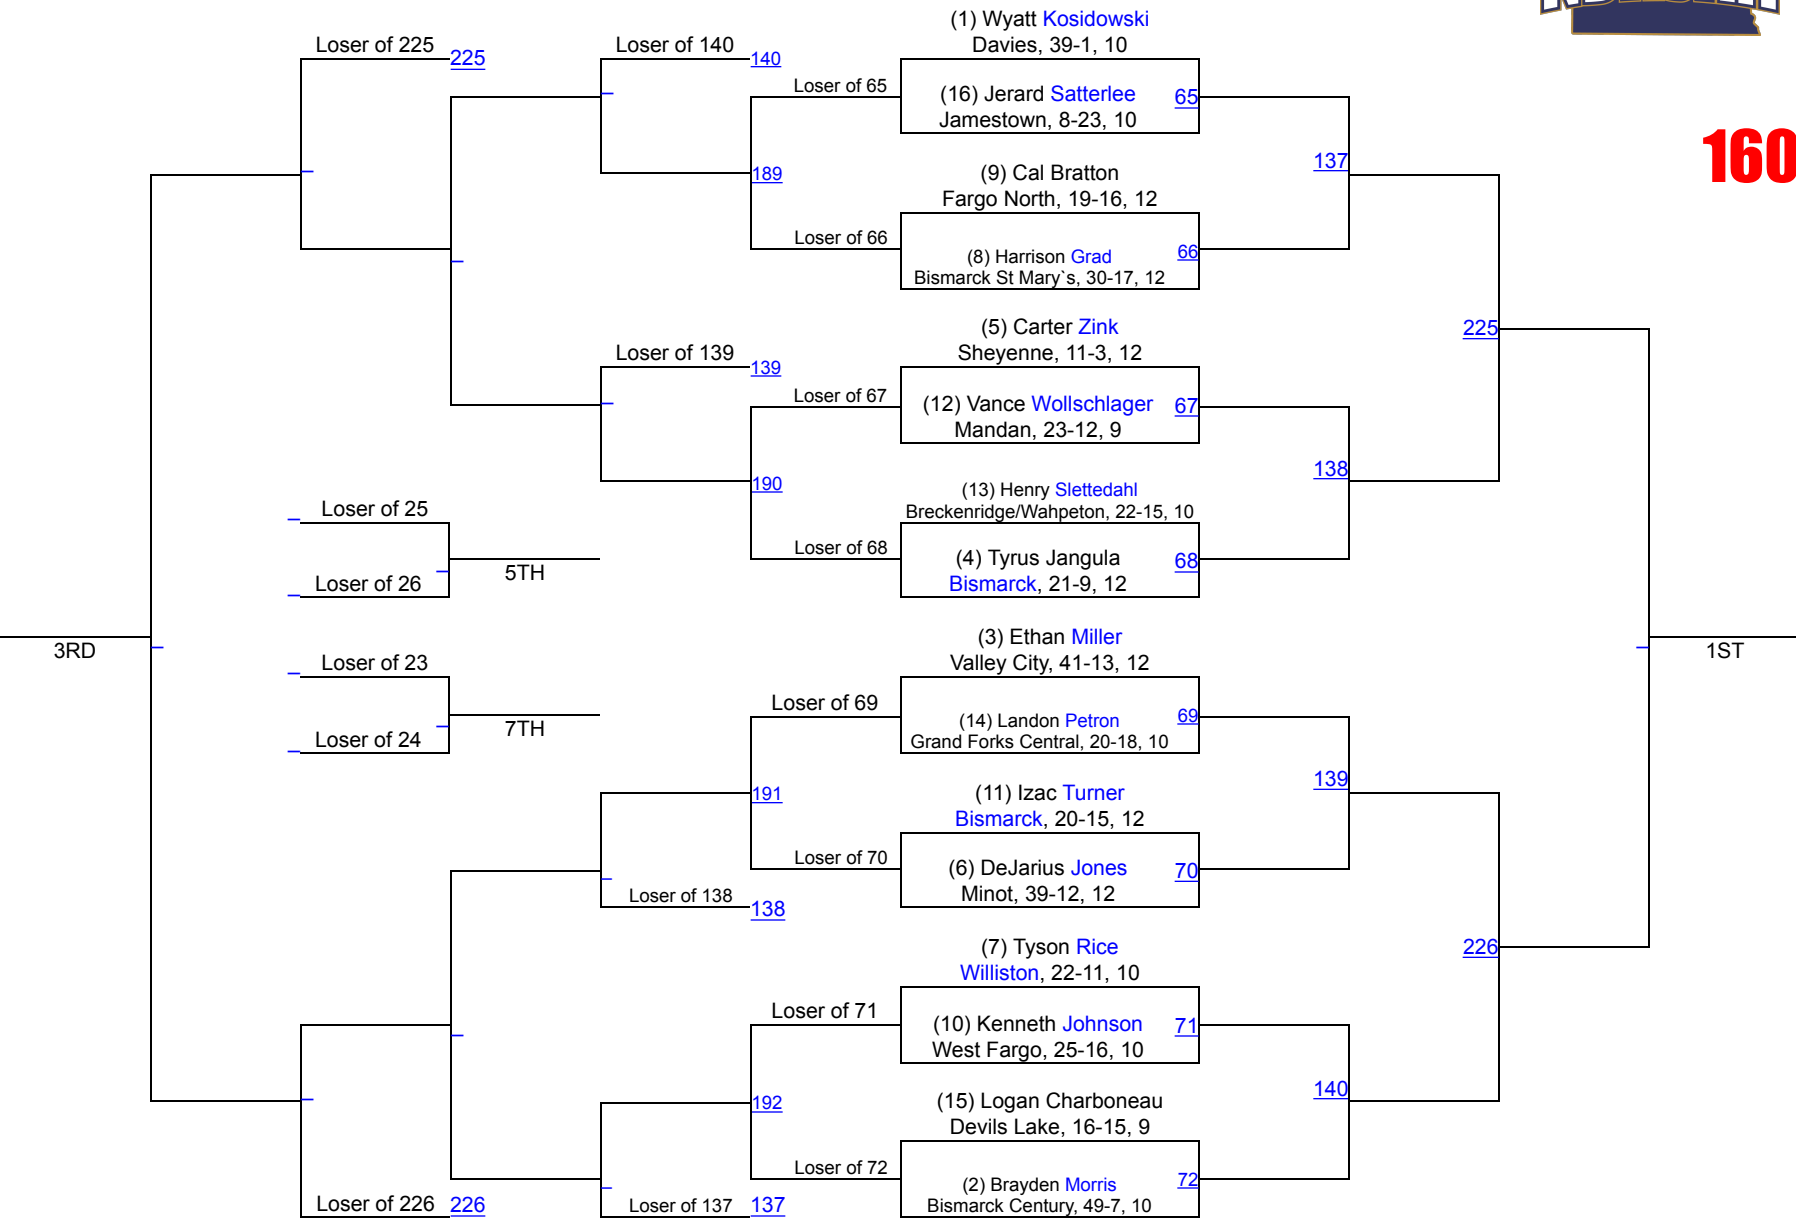 (1) Wyatt Kosidowski
Davies, 39-1, 10
Loser of 225
225
Loser of 140
140
Loser of 65
(16) Jerard Satterlee
65
Jamestown, 8-23, 10
160
137
189
(9) Cal Bratton
Fargo North, 19-16, 12
Loser of 66
66
(8) Harrison Grad
Bismarck St Mary`s, 30-17, 12
(5) Carter Zink
225
Sheyenne, 11-3, 12
Loser of 139
139
Loser of 67
(12) Vance Wollschlager
67
Mandan, 23-12, 9
138
190
(13) Henry Slettedahl
Breckenridge/Wahpeton, 22-15, 10
Loser of 25
Loser of 68
(4) Tyrus Jangula
68
5TH
Loser of 26
Bismarck, 21-9, 12
(3) Ethan Miller
3RD
1ST
Loser of 23
Valley City, 41-13, 12
Loser of 69
7TH
(14) Landon Petron
69
Loser of 24
Grand Forks Central, 20-18, 10
139
191
(11) Izac Turner
Bismarck, 20-15, 12
Loser of 70
(6) DeJarius Jones
70
Loser of 138
138
Minot, 39-12, 12
(7) Tyson Rice
226
Williston, 22-11, 10
Loser of 71
(10) Kenneth Johnson
71
West Fargo, 25-16, 10
140
192
(15) Logan Charboneau
Devils Lake, 16-15, 9
Loser of 72
72
(2) Brayden Morris
Loser of 226
226
Loser of 137
137
Bismarck Century, 49-7, 10